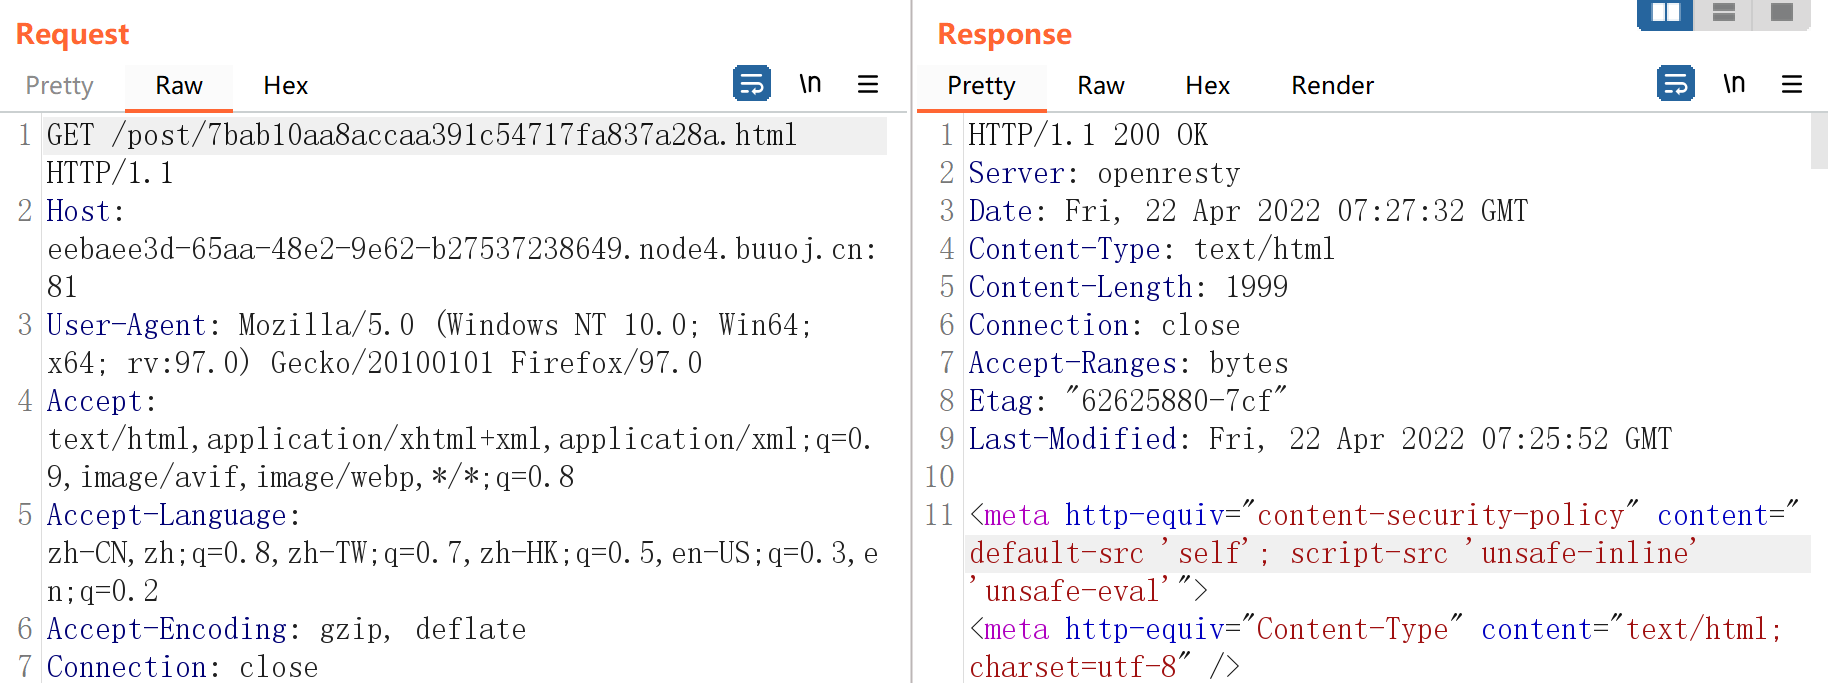 Request
Pretty Raw Hex \n
1 GET /post/7bab10aa8accaa391c54717fa837a28a.html
HTTP/1.1
2 Host:
eebaee3d-65aa-48e2-9e62-b27537238649.node4.buuoj.cn:
81
3 User-Agent: Mozilla/5.0 (Windows NT 10.0; Win64;
x64; rv:97.0) Gecko/20100101 Firefox/97.0
4 Accept:
text/html,application/xhtml+xml,application/xml;q=0.
9,image/avif,image/webp,*/*;q=0.8
5 Accept-Language:
zh-CN,zh;q=0.8,zh-TW;q=0.7,zh-HK;q=0.5,en-US;q=0.3,e
n;q=0.2
6 Accept-Encoding: gzip, deflate
7 Connection: close
Response
Pretty Raw Hex Render \n
1 HTTP/1.1 200 OK
2 Server: openresty
3 Date: Fri, 22 Apr 2022 07:27:32 GMT
4 Content-Type: text/html
5 Content-Length: 1999
6 Connection: close
7 Accept-Ranges: bytes
8 Etag: "62625880-7cf"
9 Last-Modified: Fri, 22 Apr 2022 07:25:52 GMT
10
11 <meta http-equiv="content-security-policy" content="
default-src 'self'; script-src 'unsafe-inline'
'unsafe-eval'">
<meta http-equiv="Content-Type" content="text/html;
charset=utf-8" />